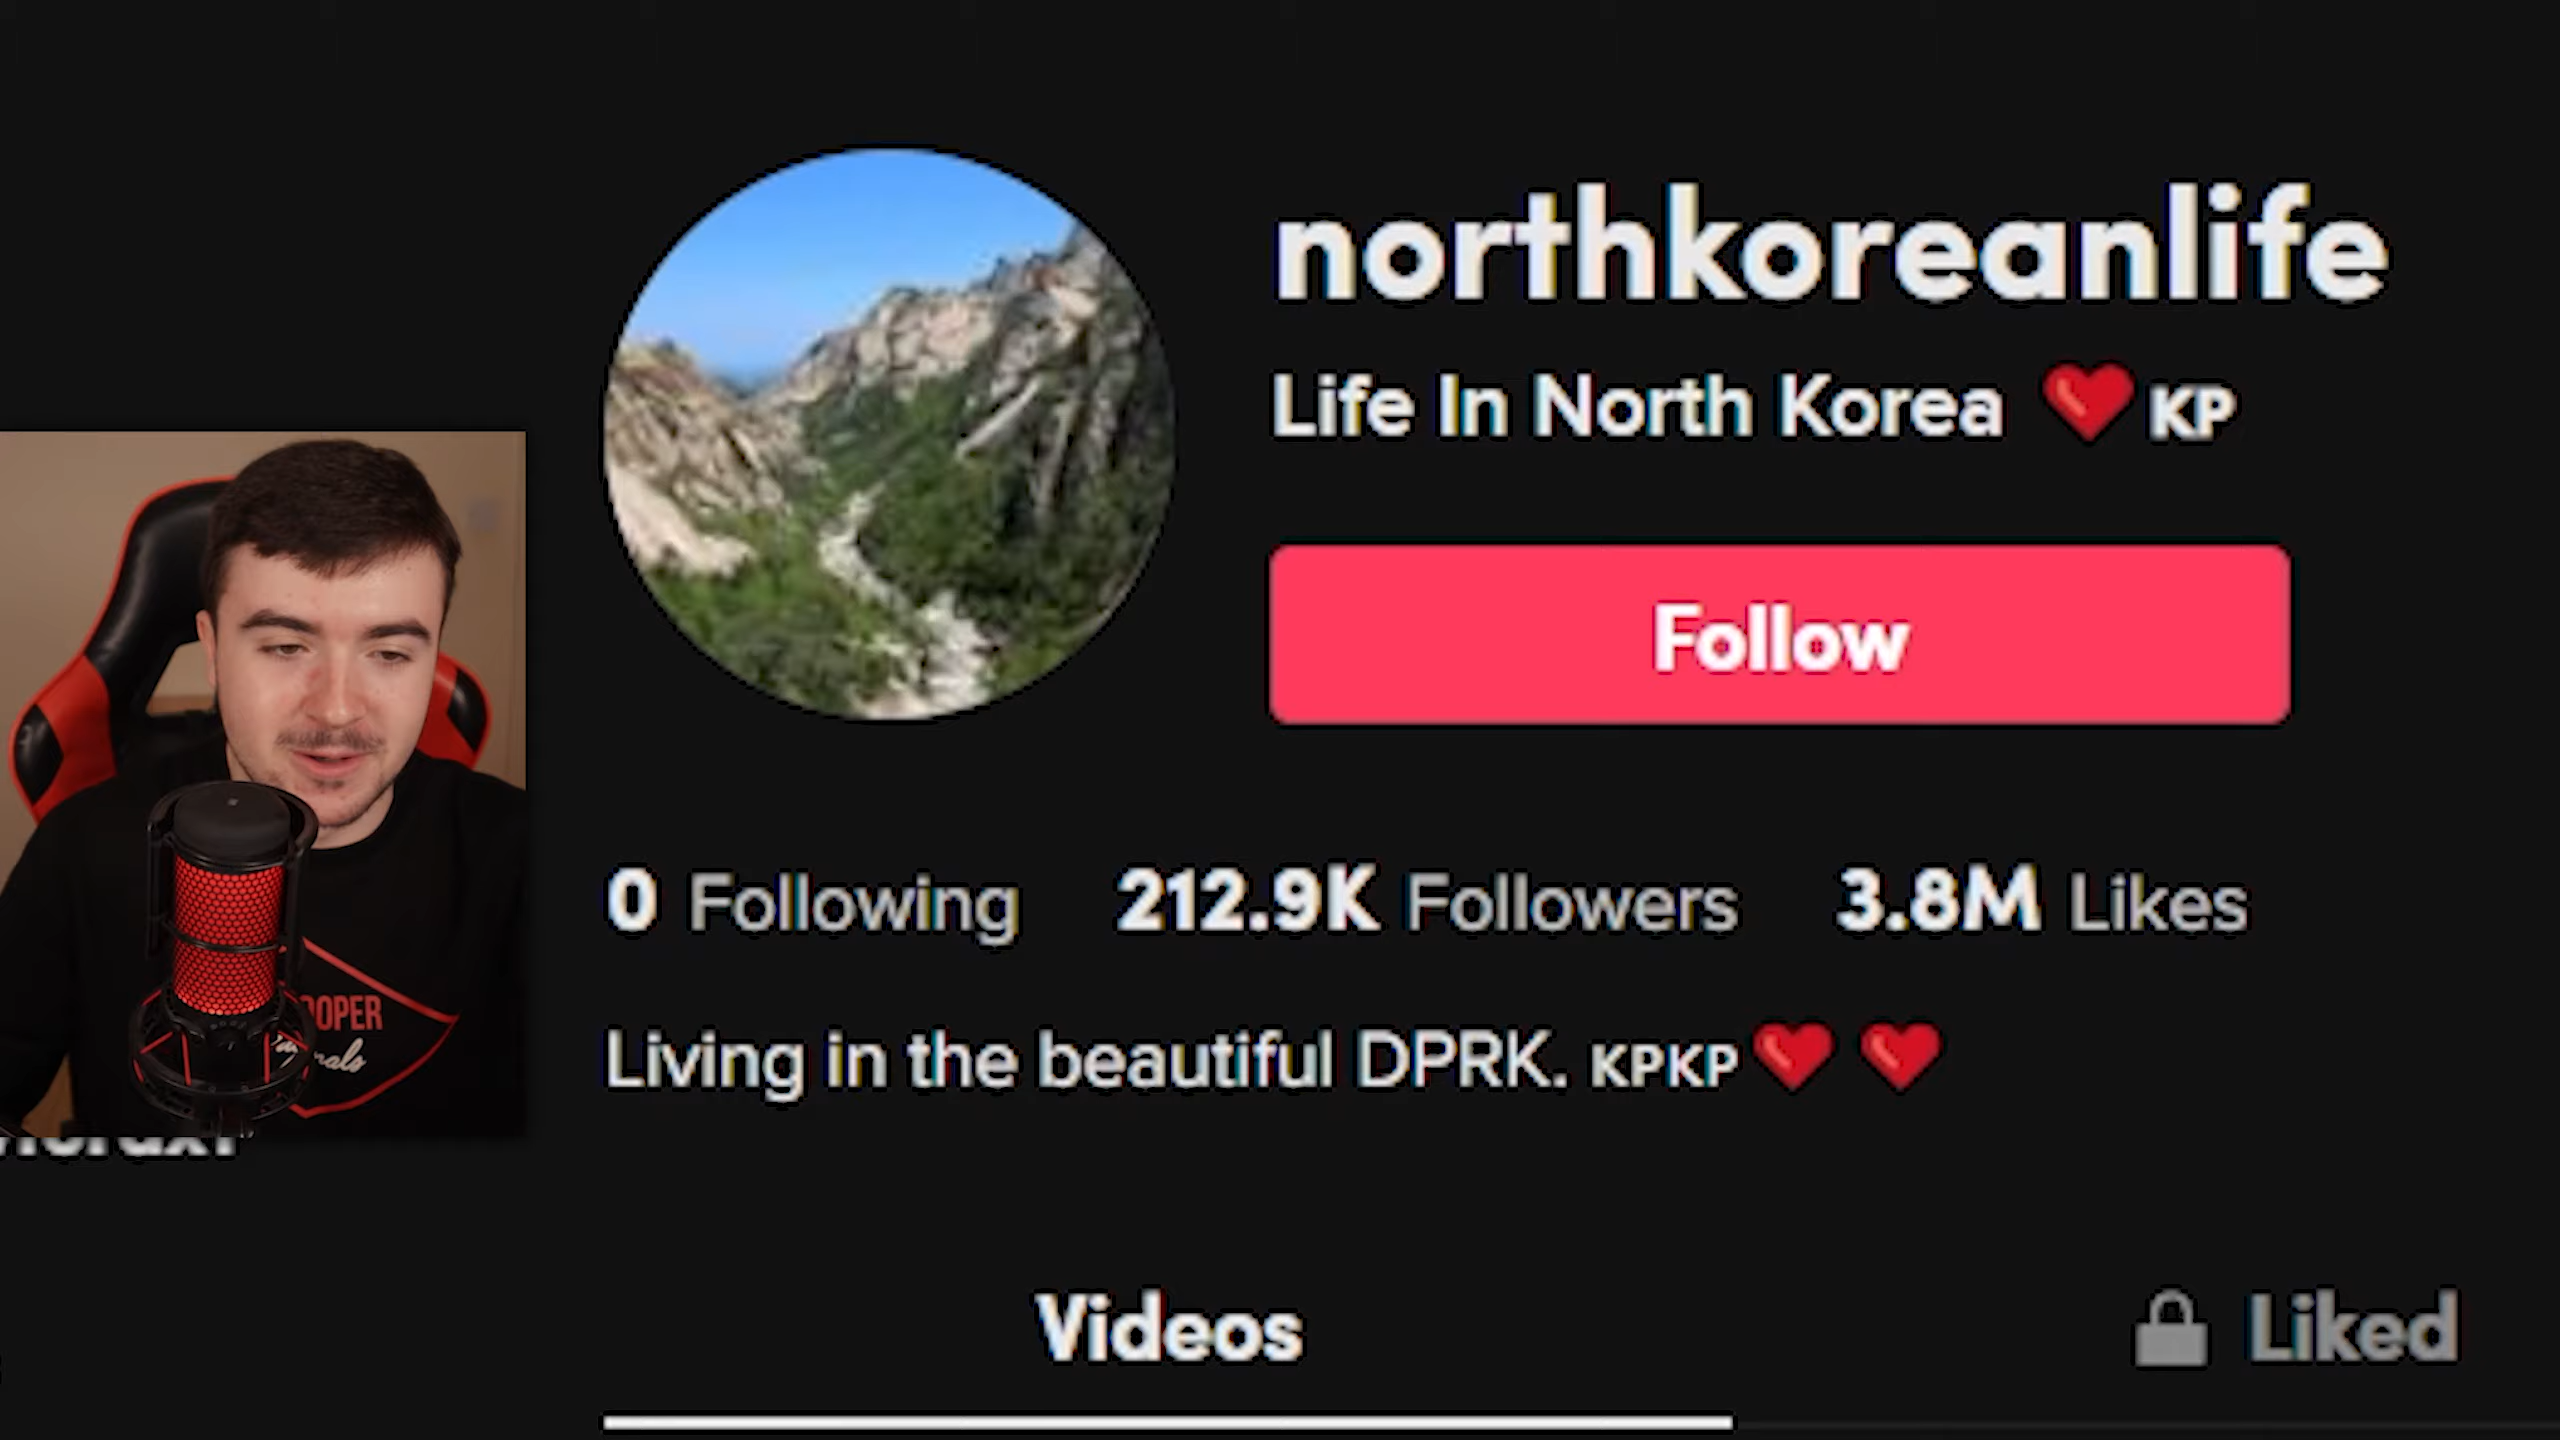 northkoreanlife
Life In North Korea ❤️ KP
Follow
0 Following 212.9K Followers 3.8M Likes
Living in the beautiful DPRK. KPKP❤️ ❤️
Videos
Liked